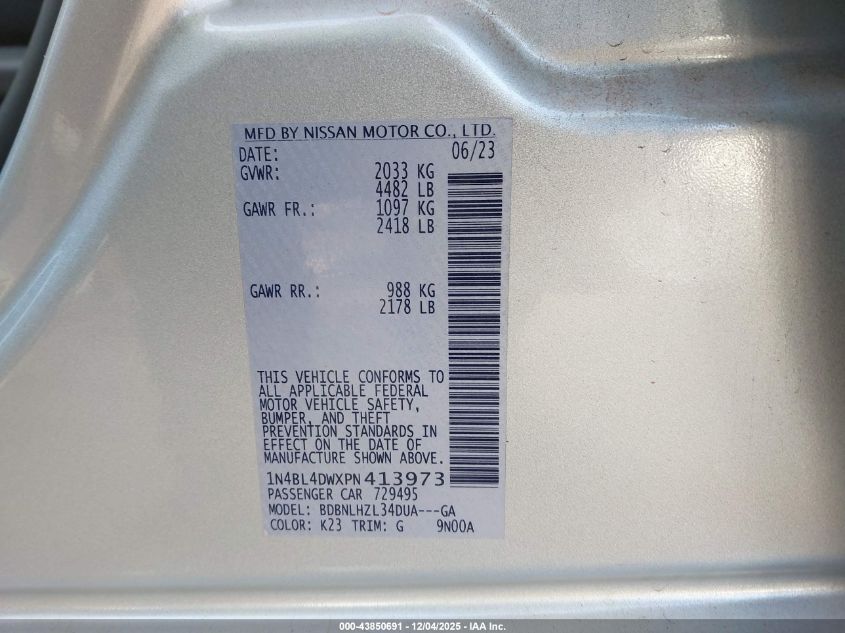 MFD BY NISSAN MOTOR CO., LTD.
DATE: 06/23
GVWR: 2033 KG
4482 LB
GAWR FR.: 1097 KG
2418 LB
GAWR RR.: 988 KG
2178 LB
THIS VEHICLE CONFORMS TO
ALL APPLICABLE FEDERAL
MOTOR VEHICLE SAFETY,
BUMPER, AND THEFT
PREVENTION STANDARDS IN
EFFECT ON THE DATE OF
MANUFACTURE SHOWN ABOVE.
1N4BL4DWXPN413973
PASSENGER CAR 729495
MODEL: BDBNLHZL34DUA---GA
COLOR: K23 TRIM: G 9N00A
000-43850691 - 12/04/2025 - IAA Inc.